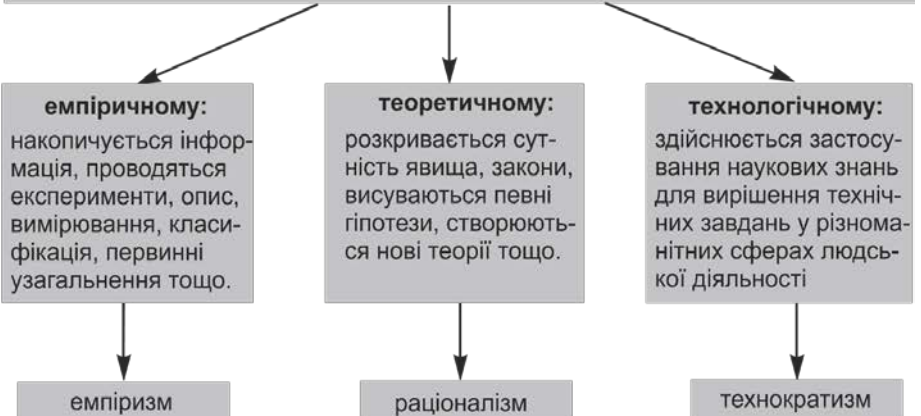 емпіричному:
накопичується інфор-
мація, проводяться
експерименти, опис,
вимірювання, класи-
фікація, первинні
узагальнення тощо.
теоретичному:
розкривається сут-
ність явища, закони,
висуваються певні
гіпотези, створюють-
ся нові теорії тощо.
технологічному:
здійснюється застосу-
вання наукових знань
для вирішення техніч-
них завдань у різнома-
нітних сферах людсь-
кої діяльності
емпіризм
раціоналізм
технократизм